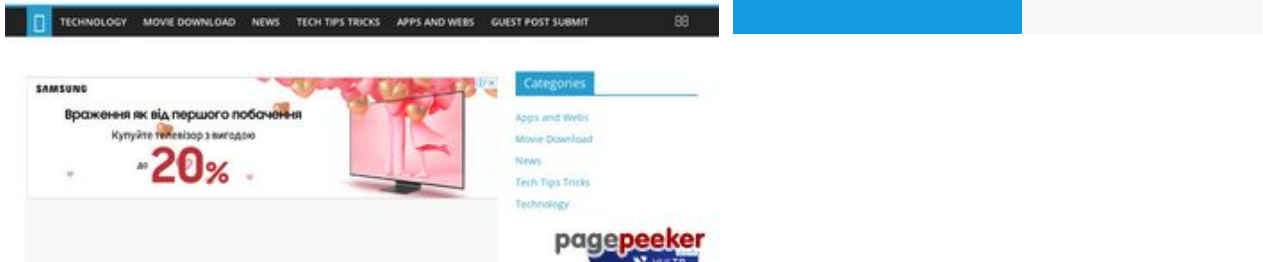 TECHNOLOGY MOVIE DOWNLOAD NEWS TECH TIPS TRICKS APPS AND WEBS GUEST POST SUBMIT
SAMSUNG
Враження як від першого побачення
Купуйте телевізор з вигодою
до 20%
Categories
Apps and Webs
Movie Download
News
Tech Tips Tricks
Technology
pagepeeker